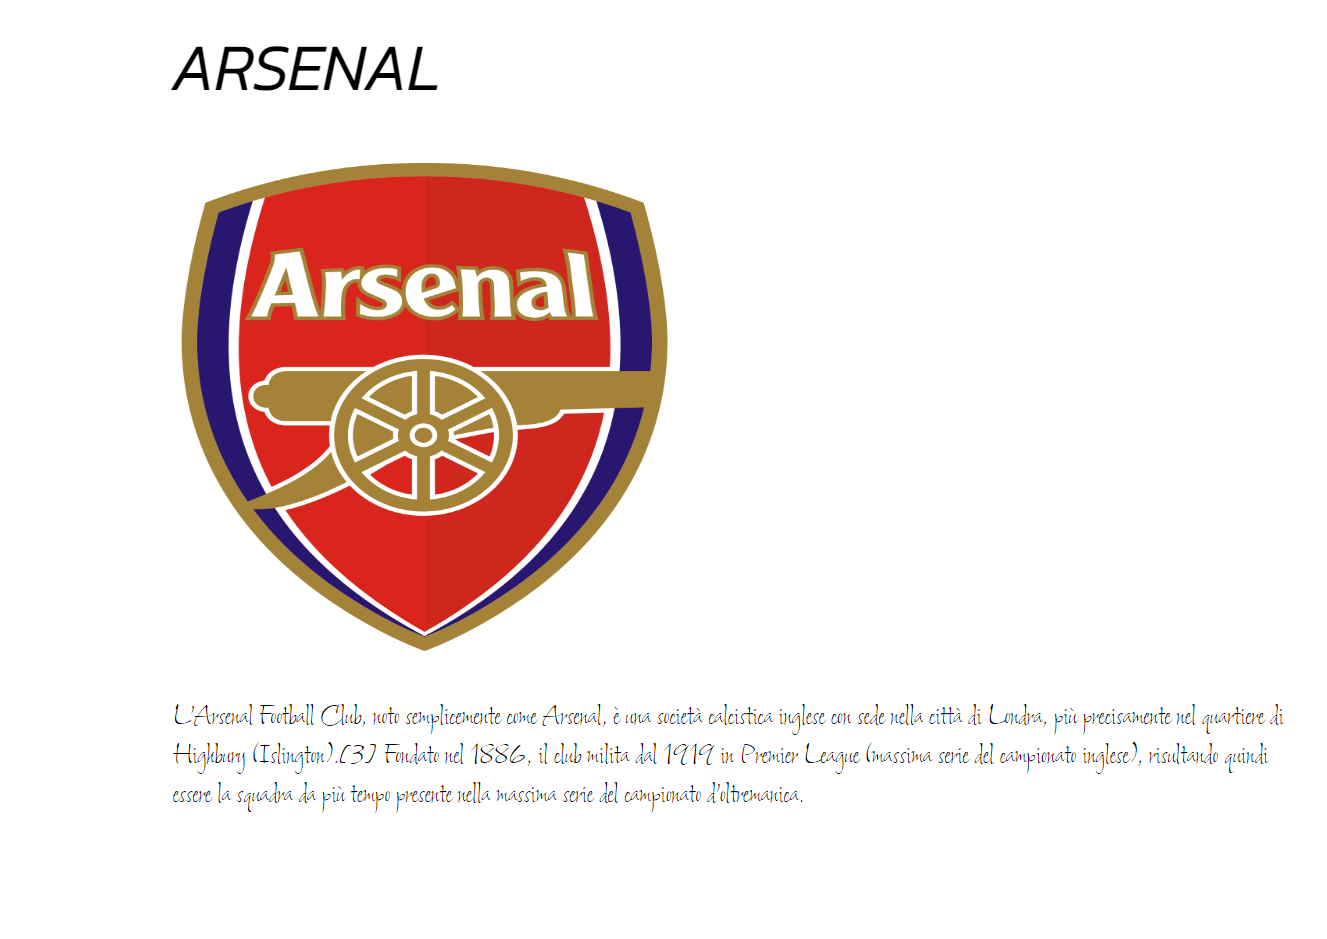 ARSENAL
Arsenal
L'Arsenal Football Club, noto semplicemente come Arsenal, è una società calcistica inglese con sede nella città di Londra, più precisamente nel quartiere di
Highbury (Islington).[3] Fondato nel 1886, il club milita dal 1919 in Premier League (massima serie del campionato inglese), risultando quindi
essere la squadra da più tempo presente nella massima serie del campionato d'oltremanica.